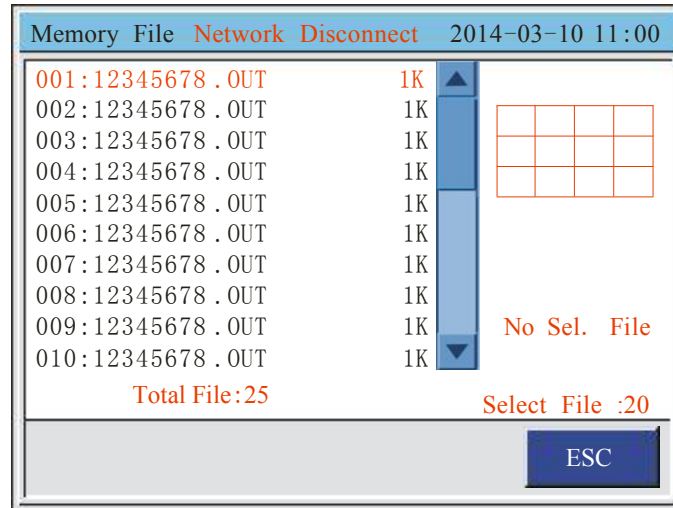 Memory File Network Disconnect 2014-03-10 11:00
001:12345678.OUT 1K
002:12345678.OUT 1K
003:12345678.OUT 1K
004:12345678.OUT 1K
005:12345678.OUT 1K
006:12345678.OUT 1K
007:12345678.OUT 1K
008:12345678.OUT 1K
009:12345678.OUT 1K
No Sel. File
010:12345678.OUT 1K
Total File:25
Select File :20
ESC